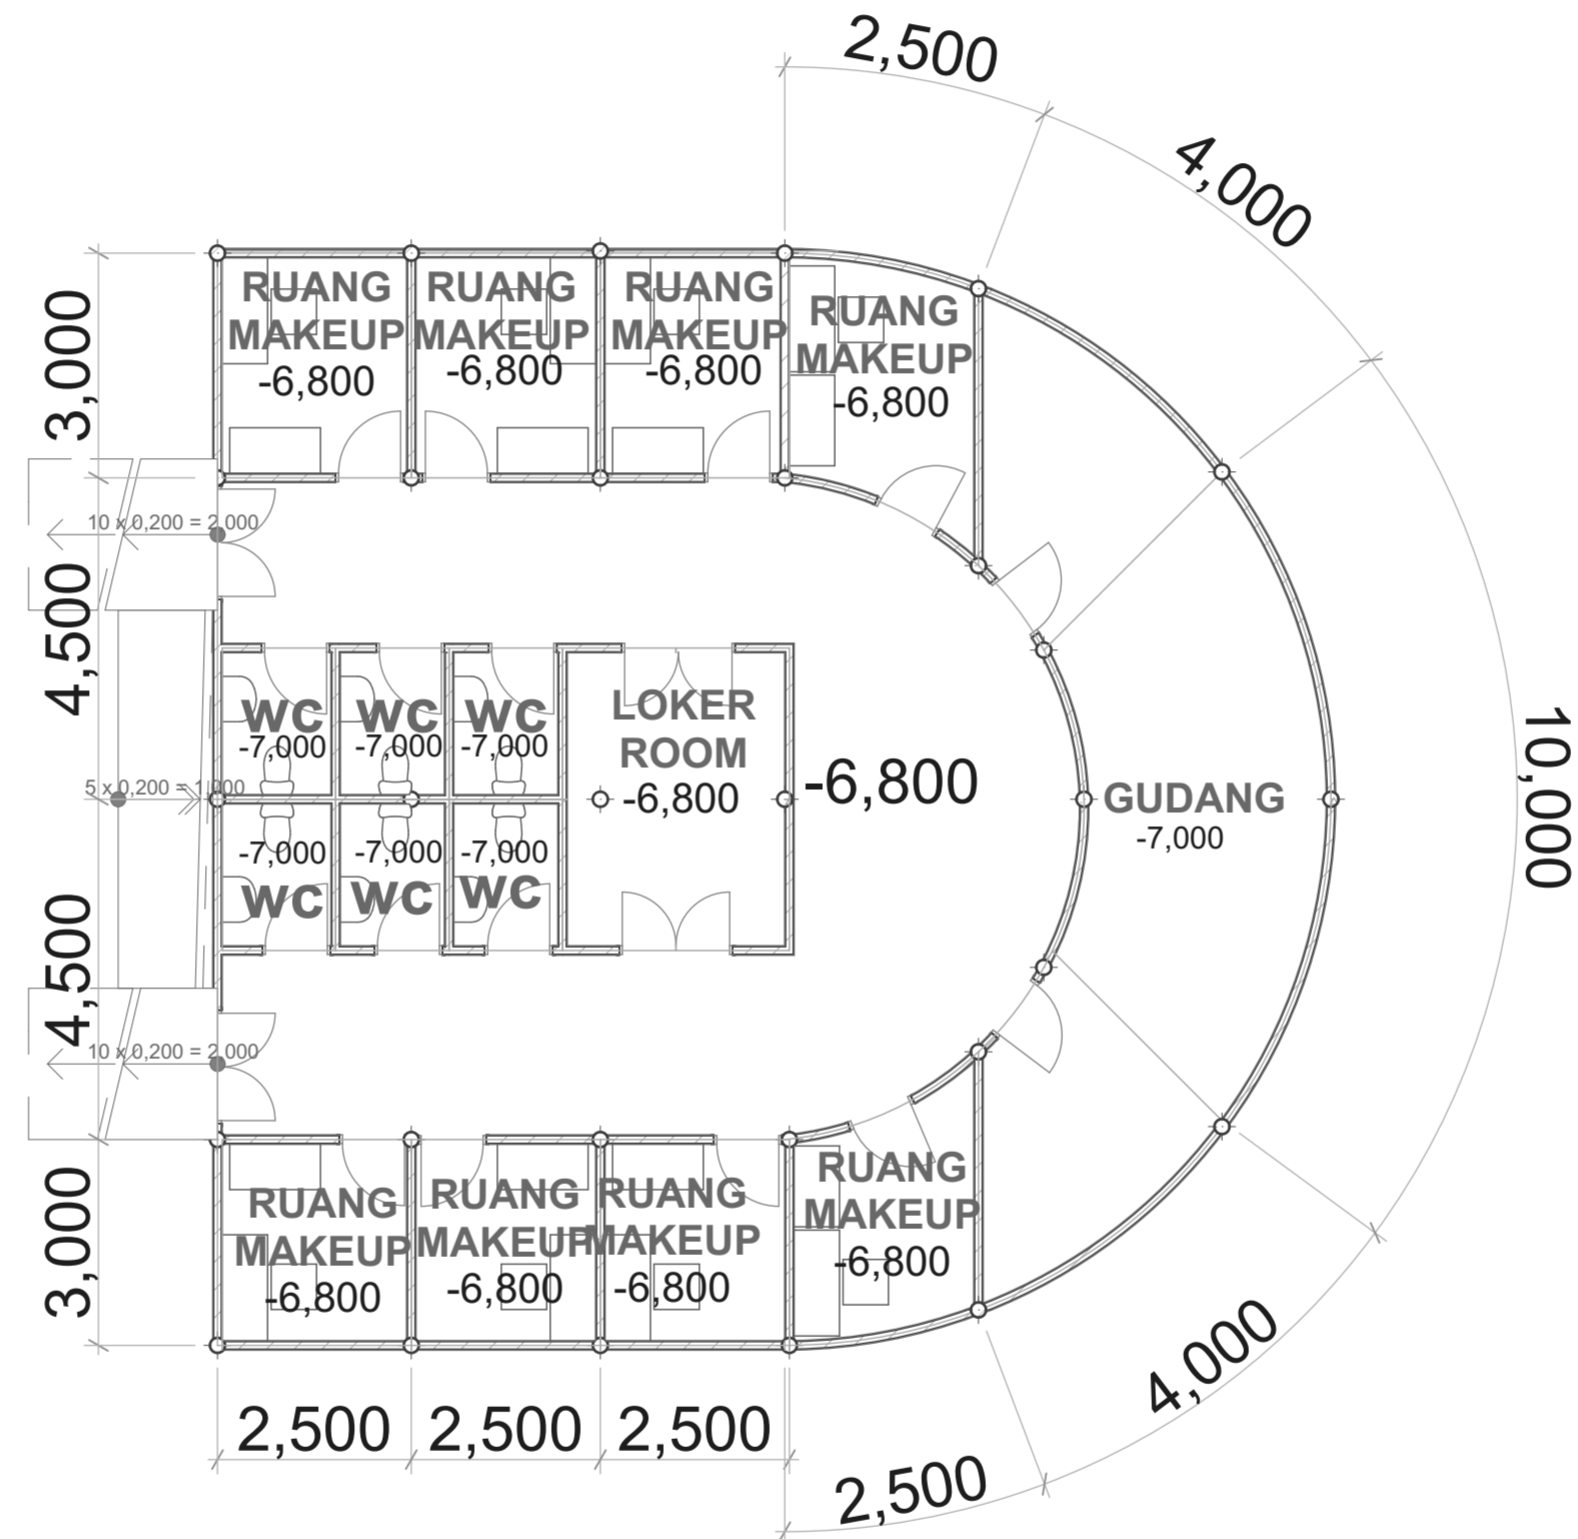 2,500
4,000
RUANG
MAKEUP
-6,800
RUANG
MAKEUP
-6,800
RUANG
MAKEUP
-6,800
RUANG
MAKEUP
-6,800
3,000
10 x 0,200 = 2,000
4,500
WC
-7,000
WC
-7,000
WC
-7,000
LOKER
ROOM
-6,800
-6,800
GUDANG
-7,000
10,000
5 x 0,200 = 1,000
-7,000
WC
-7,000
WC
-7,000
WC
4,500
10 x 0,200 = 2,000
3,000
RUANG
MAKEUP
-6,800
RUANG
MAKEUP
-6,800
RUANG
MAKEUP
-6,800
RUANG
MAKEUP
-6,800
4,000
2,500
2,500
2,500
2,500